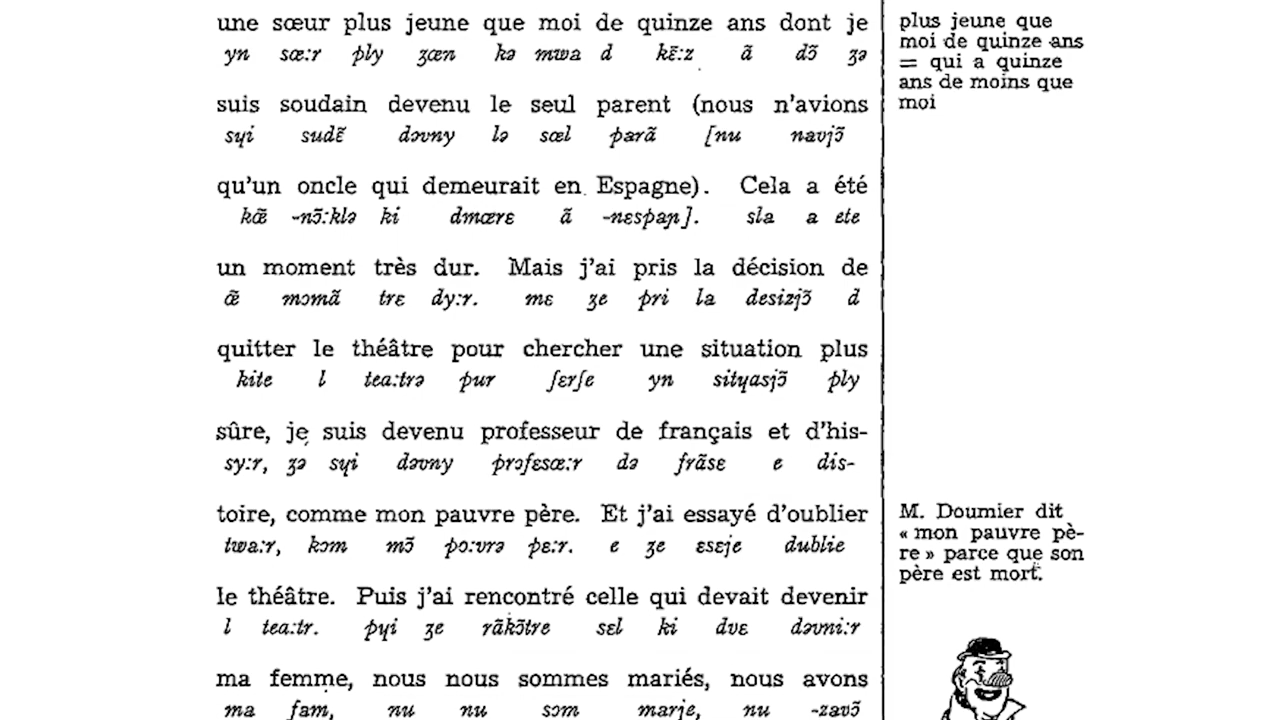 une sœur plus jeune que moi de quinze ans dont je
yn sœ:r ply ʒœn kə mwa d kɛ̃:z ɑ̃ dɔ̃ ʒə
suis soudain devenu le seul parent (nous n'avions
sɥi sudɛ̃ dəvny lə sœl parɑ̃ [nu navjɔ̃
qu'un oncle qui demeurait en Espagne). Cela a été
kœ̃ -nɔ̃:klə ki dmœrɛ ɑ̃ -nɛspaɲ]. sla a ete
un moment très dur. Mais j'ai pris la décision de
œ̃ mɔmɑ̃ trɛ dy:r. mɛ ʒe pri la desizjɔ̃ d
quitter le théâtre pour chercher une situation plus
kite l tea:trə pur ʃɛrʃe yn sitɥasjɔ̃ ply
sûre, je suis devenu professeur de français et d'his-
sy:r, ʒə sɥi dəvny prɔfɛsœ:r də frɑ̃sɛ e dis-
toire, comme mon pauvre père. Et j'ai essayé d'oublier
twa:r, kɔm mɔ̃ po:vrə pɛ:r. e ʒe ɛsɛje dublie
le théâtre. Puis j'ai rencontré celle qui devait devenir
l tea:tr. pɥi ʒe rɑ̃kɔ̃tre sɛl ki dvɛ dəvni:r
ma femme, nous nous sommes mariés, nous avons
ma fam, nu nu sɔm marje, nu -zavɔ̃
plus jeune que
moi de quinze ans
= qui a quinze
ans de moins que
moi
M. Doumier dit
« mon pauvre pè-
re » parce que son
père est mort.